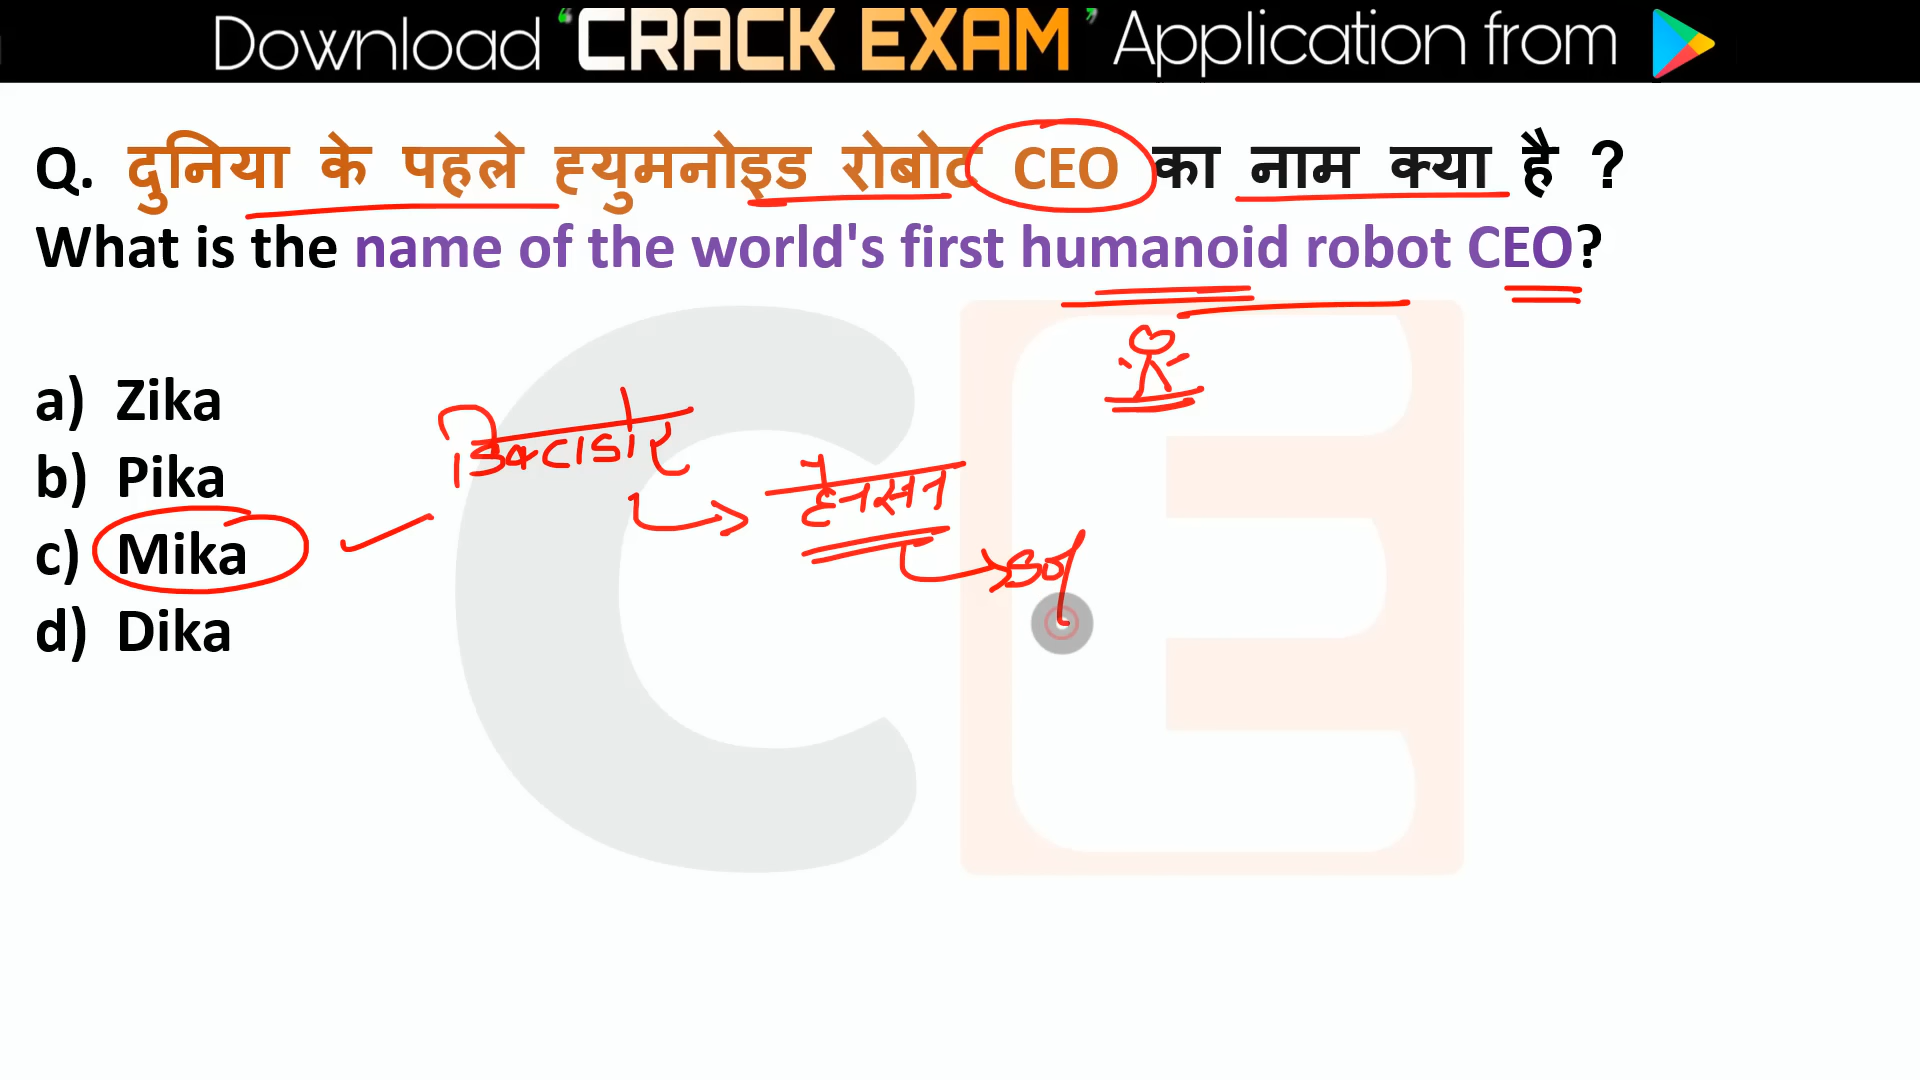 Download ‘CRACK EXAM’ Application from
Q. दुनिया के पहले ह्युमनोइड रोबोट CEO का नाम क्या है ?
What is the name of the world's first humanoid robot CEO?
a) Zika
b) Pika
c) Mika
d) Dika
CE